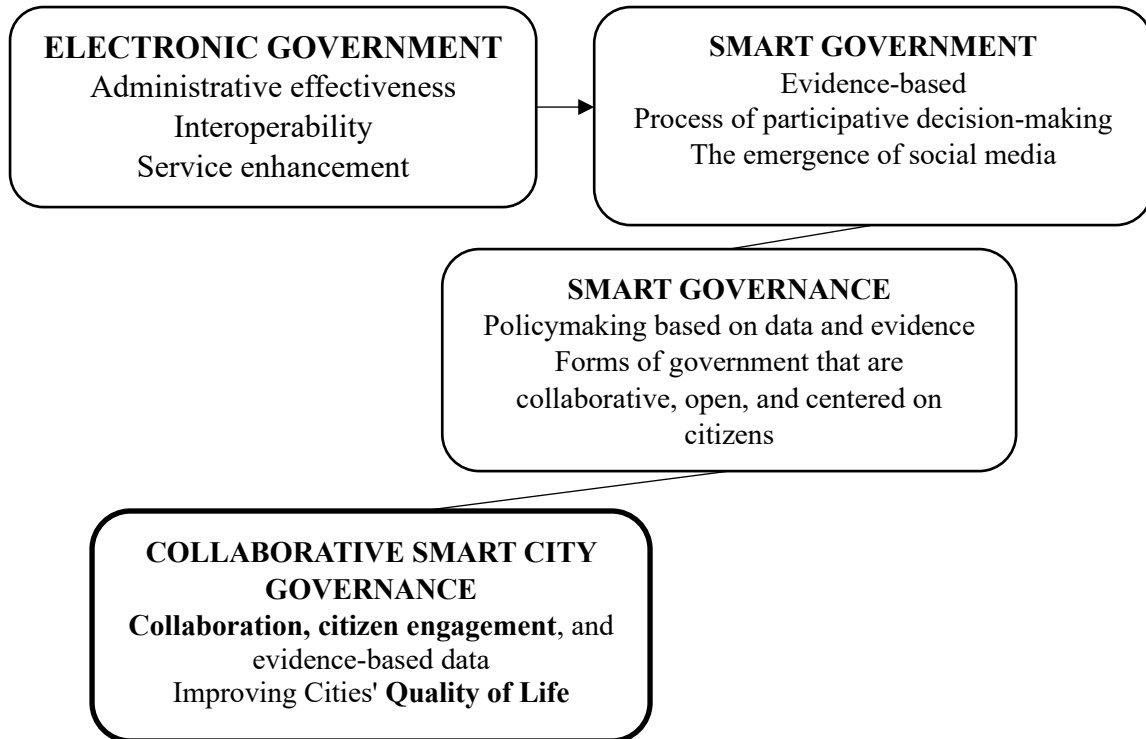 ELECTRONIC GOVERNMENT
Administrative effectiveness
Interoperability
Service enhancement
SMART GOVERNMENT
Evidence-based
Process of participative decision-making
The emergence of social media
SMART GOVERNANCE
Policymaking based on data and evidence
Forms of government that are
collaborative, open, and centered on
citizens
COLLABORATIVE SMART CITY
GOVERNANCE
Collaboration, citizen engagement, and
evidence-based data
Improving Cities' Quality of Life